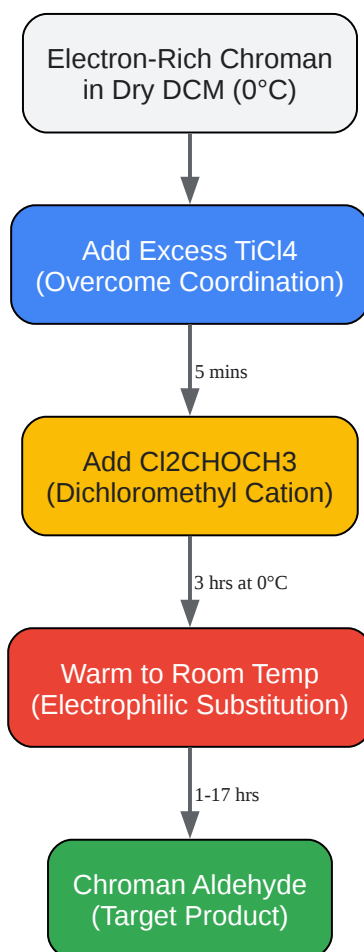 Electron-Rich Chroman
in Dry DCM (0°C)
Add Excess TiCl4
(Overcome Coordination)
5 mins
Add Cl2CHOCH3
(Dichloromethyl Cation)
3 hrs at 0°C
Warm to Room Temp
(Electrophilic Substitution)
1-17 hrs
Chroman Aldehyde
(Target Product)